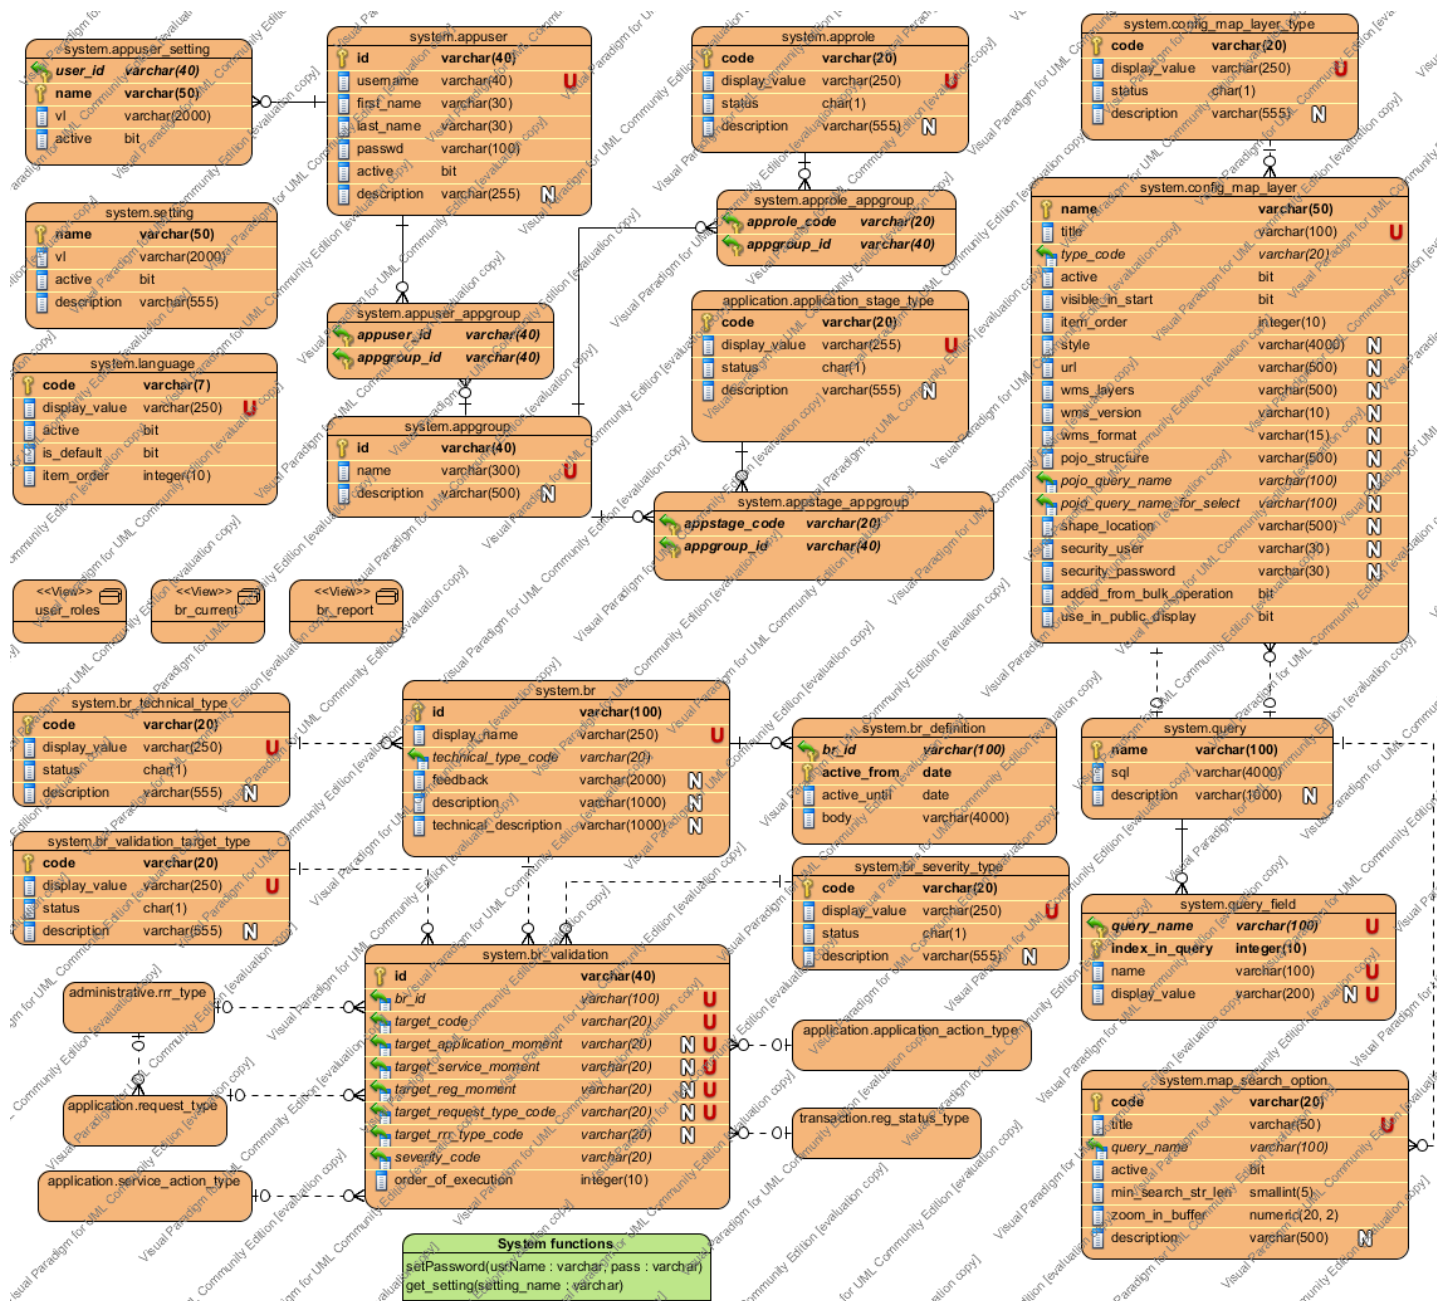 system.appuser_setting
user_id varchar(40)
name varchar(50)
vl varchar(2000)
active bit
system.appuser
id varchar(40)
username varchar(40) U
first_name varchar(30)
last_name varchar(30)
passwd varchar(100)
active bit
description varchar(255) N
system.approle
code varchar(20)
display_value varchar(250) U
status char(1)
description varchar(555) N
system.config_map_layer_type
code varchar(20)
display_value varchar(250) U
status char(1)
description varchar(555) N
system.setting
name varchar(50)
vl varchar(2000)
active bit
description varchar(555)
system.approle_appgroup
approle_code varchar(20)
appgroup_id varchar(40)
system.config_map_layer
name varchar(50)
title varchar(100) U
type_code varchar(20)
active bit
visible_in_start bit
item_order integer(10)
style varchar(4000) N
url varchar(500) N
wms_layers varchar(500) N
wms_version varchar(10) N
wms_format varchar(15) N
pojo_structure varchar(500) N
pojo_query_name varchar(100) N
pojo_query_name_for_select varchar(100) N
shape_location varchar(500) N
security_user varchar(30) N
security_password varchar(30) N
added_from_bulk_operation bit
use_in_public_display bit
system.appuser_appgroup
appuser_id varchar(40)
appgroup_id varchar(40)
application.application_stage_type
code varchar(20)
display_value varchar(255) U
status char(1)
description varchar(555) N
system.language
code varchar(7)
display_value varchar(250) U
active bit
is_default bit
item_order integer(10)
system.appgroup
id varchar(40)
name varchar(300) U
description varchar(500) N
system.appstage_appgroup
appstage_code varchar(20)
appgroup_id varchar(40)
<<View>>
user_roles
<<View>>
br_current
<<View>>
br_report
system.br_technical_type
code varchar(20)
display_value varchar(250) U
status char(1)
description varchar(555) N
system.br
id varchar(100)
display_name varchar(250) U
technical_type_code varchar(20)
feedback varchar(2000) N
description varchar(1000) N
technical_description varchar(1000) N
system.br_definition
br_id varchar(100)
active_from date
active_until date
body varchar(4000)
system.query
name varchar(100)
sql varchar(4000)
description varchar(1000) N
system.br_validation_target_type
code varchar(20)
display_value varchar(250) U
status char(1)
description varchar(555) N
system.br_severity_type
code varchar(20)
display_value varchar(250) U
status char(1)
description varchar(555) N
system.query_field
query_name varchar(100) U
index_in_query integer(10)
name varchar(100) U
display_value varchar(200) N U
system.br_validation
id varchar(40)
br_id varchar(100) U
target_code varchar(20) U
target_application_moment varchar(20) N U
target_service_moment varchar(20) N U
target_reg_moment varchar(20) N U
target_request_type_code varchar(20) N U
target_rrr_type_code varchar(20) N
severity_code varchar(20)
order_of_execution integer(10)
administrative.rrr_type
application.request_type
application.service_action_type
application.application_action_type
transaction.reg_status_type
system.map_search_option
code varchar(20)
title varchar(50) U
query_name varchar(100)
active bit
min_search_str_len smallint(5)
zoom_in_buffer numeric(20, 2)
description varchar(500) N
System functions
setPassword(usrName : varchar, pass : varchar)
get_setting(setting_name : varchar)
Visual Paradigm for UML Community Edition [evaluation copy]